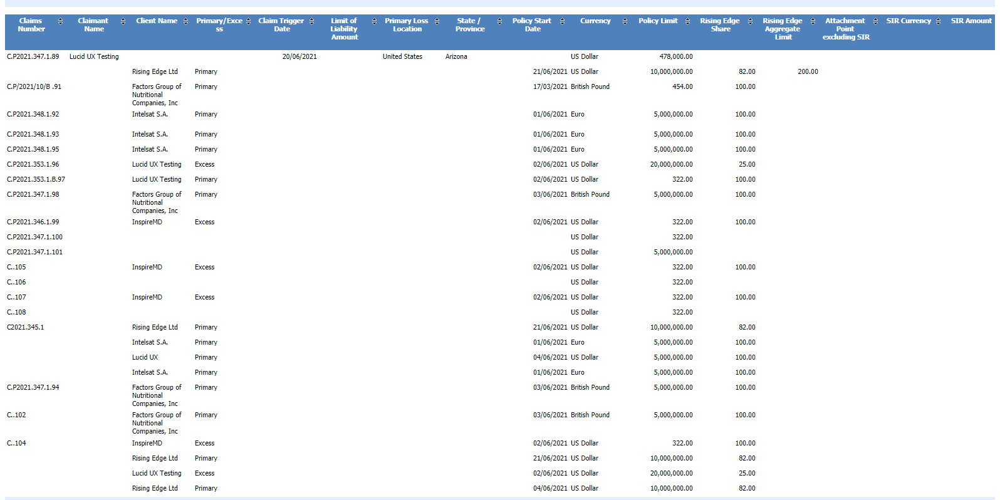 Claims Number Claimant Name Client Name Primary/Exce ss Claim Trigger Date Limit of Liability Amount Primary Loss Location State / Province Policy Start Date Currency Policy Limit Rising Edge Share Rising Edge Aggregate Limit Attachment Point excluding SIR SIR Currency SIR Amount
C.P2021.347.1.89 Lucid UX Testing 20/06/2021 United States Arizona US Dollar 478,000.00
Rising Edge Ltd Primary 21/06/2021 US Dollar 10,000,000.00 82.00 200.00
C.P/2021/10/B .91 Factors Group of Nutritional Companies, Inc Primary 17/03/2021 British Pound 454.00 100.00
C.P2021.348.1.92 Intelsat S.A. Primary 01/06/2021 Euro 5,000,000.00 100.00
C.P2021.348.1.93 Intelsat S.A. Primary 01/06/2021 Euro 5,000,000.00 100.00
C.P2021.348.1.95 Intelsat S.A. Primary 01/06/2021 Euro 5,000,000.00 100.00
C.P2021.353.1.96 Lucid UX Testing Excess 02/06/2021 US Dollar 20,000,000.00 25.00
C.P2021.353.1.B.97 Lucid UX Testing Primary 02/06/2021 US Dollar 322.00 100.00
C.P2021.347.1.98 Factors Group of Nutritional Companies, Inc Primary 03/06/2021 British Pound 5,000,000.00 100.00
C.P2021.346.1.99 InspireMD Excess 02/06/2021 US Dollar 322.00 100.00
C.P2021.347.1.100 US Dollar 322.00
C.P2021.347.1.101 US Dollar 5,000,000.00
C..105 InspireMD Excess 02/06/2021 US Dollar 322.00 100.00
C..106 US Dollar 322.00
C..107 InspireMD Excess 02/06/2021 US Dollar 322.00 100.00
C..108 US Dollar 322.00
C2021.345.1 Rising Edge Ltd Primary 21/06/2021 US Dollar 10,000,000.00 82.00
Intelsat S.A. Primary 01/06/2021 Euro 5,000,000.00 100.00
Lucid UX Primary 04/06/2021 US Dollar 5,000,000.00 100.00
Intelsat S.A. Primary 01/06/2021 Euro 5,000,000.00 100.00
C.P2021.347.1.94 Factors Group of Nutritional Companies, Inc Primary 03/06/2021 British Pound 5,000,000.00 100.00
C..102 Factors Group of Nutritional Companies, Inc Primary 03/06/2021 British Pound 5,000,000.00 100.00
C..104 InspireMD Excess 02/06/2021 US Dollar 322.00 100.00
Rising Edge Ltd Primary 21/06/2021 US Dollar 10,000,000.00 82.00
Lucid UX Testing Excess 02/06/2021 US Dollar 20,000,000.00 25.00
Rising Edge Ltd Primary 04/06/2021 US Dollar 10,000,000.00 82.00